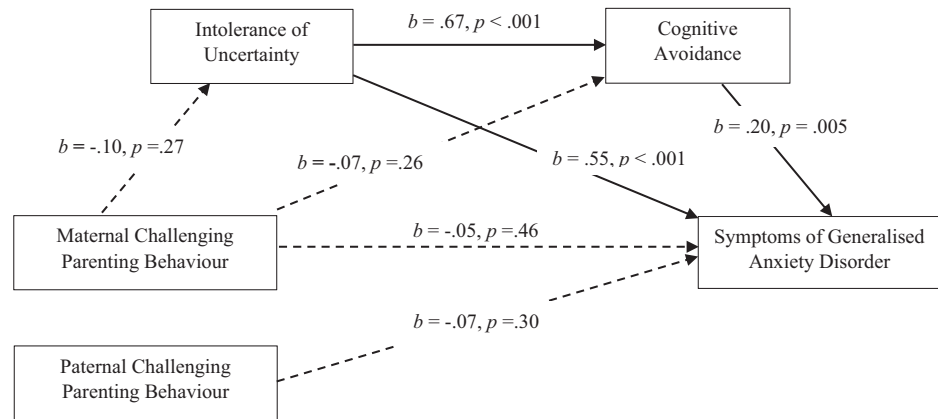 Intolerance of
Uncertainty
b = .67, p < .001
Cognitive
Avoidance
b = -.10, p =.27
b = -.07, p =.26
b = .55, p < .001
b = .20, p = .005
Maternal Challenging
Parenting Behaviour
b = -.05, p =.46
Symptoms of Generalised
Anxiety Disorder
b = -.07, p =.30
Paternal Challenging
Parenting Behaviour